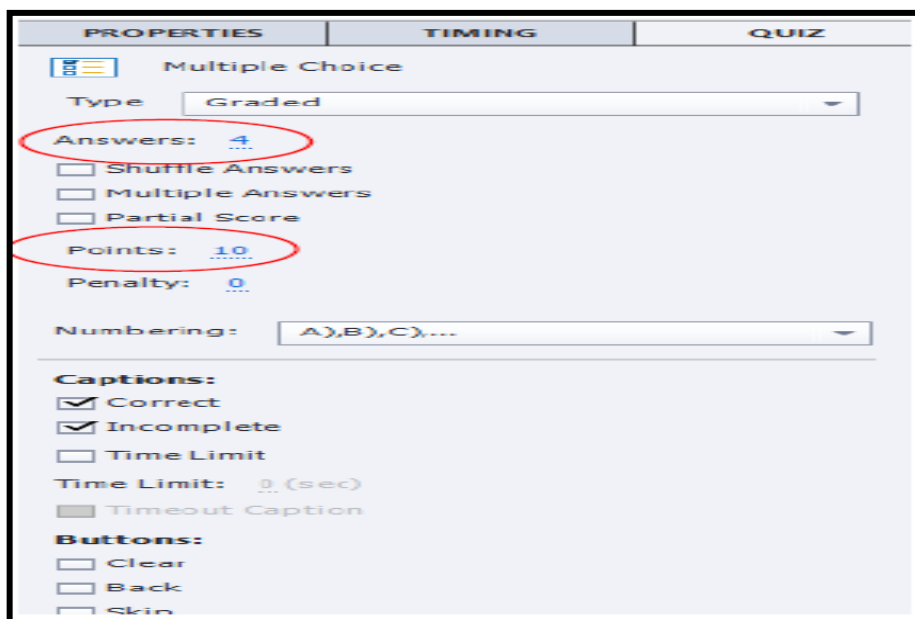 PROPERTIES TIMING QUIZ
Multiple Choice
Type Graded
Answers: 4
Shuffle Answers
Multiple Answers
Partial Score
Points: 10
Penalty: 0
Numbering: A),B),C),...
Captions:
Correct
Incomplete
Time Limit
Time Limit: 0 (sec)
Timeout Caption
Buttons:
Clear
Back
Skip